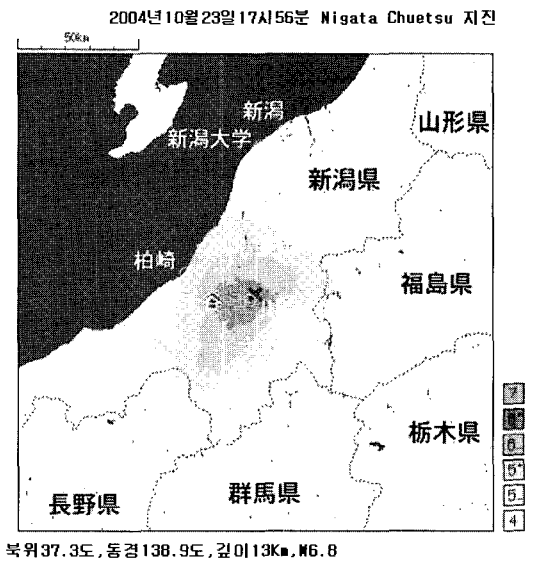 2004년10월23일17시56분 Nigata Chuetsu 지진
50km
新潟
山形県
新潟大学
新潟県
柏崎
福島県
7
6⁺
6₋
栃木県
5⁺
5₋
群馬県
長野県
4
북위37.3도,동경138.9도,깊이13Km,M6.8